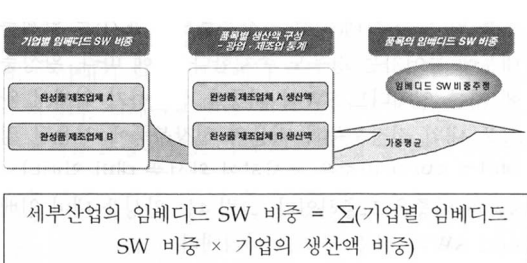 기업별 임베디드 SW 비중
품목별 생산액 구성
- 광업 · 제조업 통계
품목의 임베디드 SW 비중
완성품 제조업체 A
완성품 제조업체 B
완성품 제조업체 A 생산액
완성품 제조업체 B 생산액
임베디드 SW 비중추정
가중평균
세부산업의 임베디드 SW 비중 = ∑(기업별 임베디드
SW 비중 × 기업의 생산액 비중)